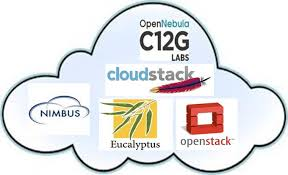 OpenNebula
C12G
LABS
cloudstack
NIMBUS
Eucalyptus
openstack